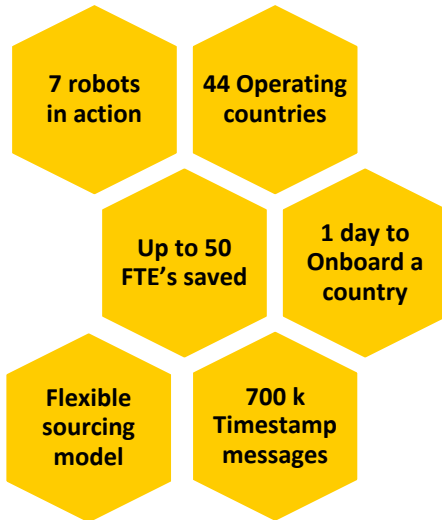 7 robots
in action
44 Operating
countries
Up to 50
FTE's saved
1 day to
Onboard a
country
Flexible
sourcing
model
700 k
Timestamp
messages